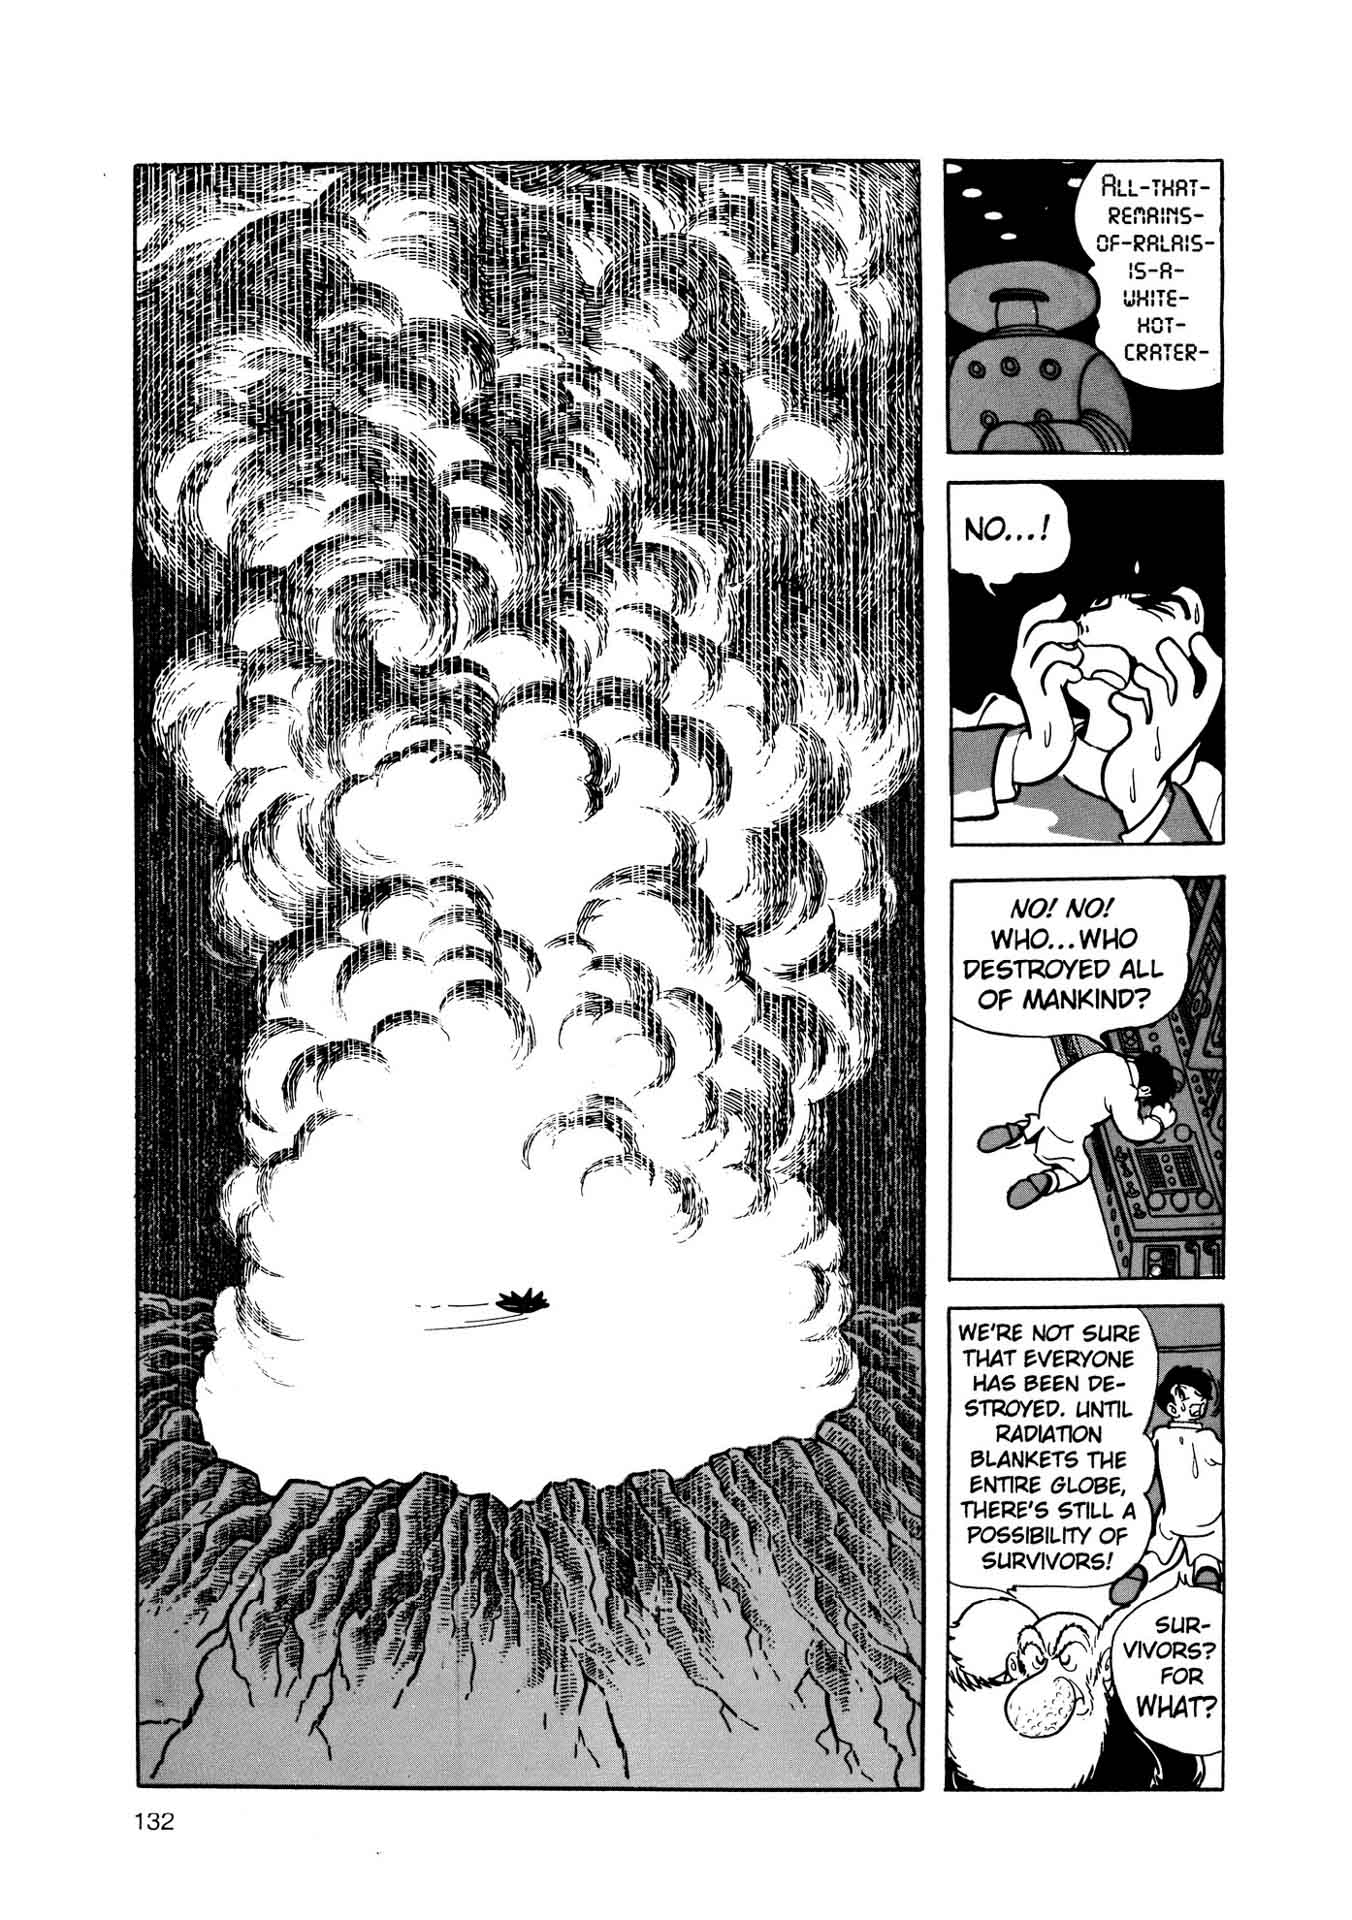 ALL-THAT-
REMAINS-
OF-RALAIS-
IS-A-
WHITE-
HOT-
CRATER-
NO...!
NO! NO!
WHO...WHO
DESTROYED ALL
OF MANKIND?
WE'RE NOT SURE
THAT EVERYONE
HAS BEEN DE-
STROYED. UNTIL
RADIATION
BLANKETS THE
ENTIRE GLOBE,
THERE'S STILL A
POSSIBILITY OF
SURVIVORS!
SUR-
VIVORS?
FOR
WHAT?
132